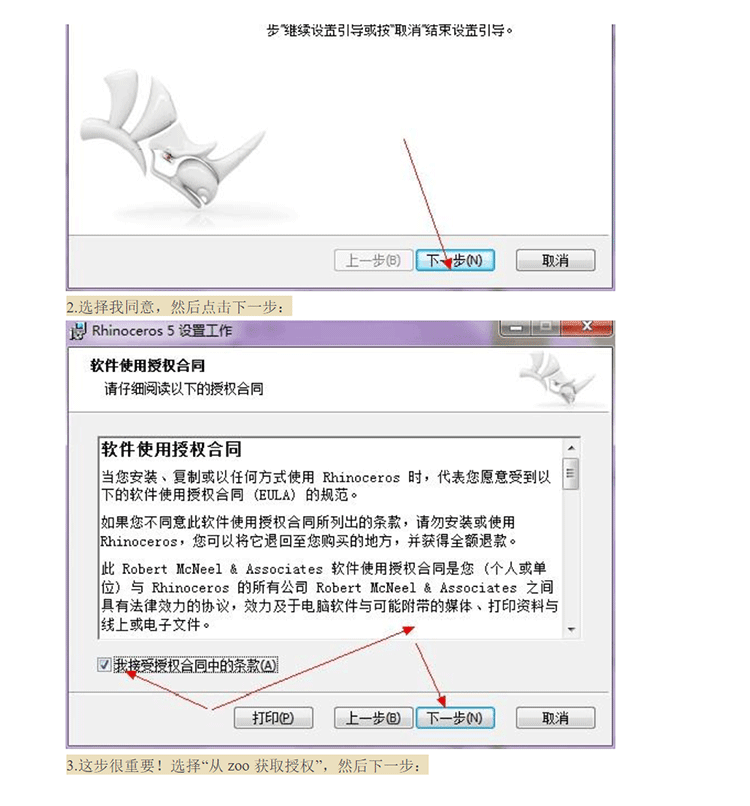 步"继续设置引导或按"取消"结束设置引导。
上一步(B) 下一步(N) 取消
2.选择我同意，然后点击下一步：
Rhinoceros 5 设置工作
软件使用授权合同
请仔细阅读以下的授权合同
软件使用授权合同
当您安装、复制或以任何方式使用 Rhinoceros 时，代表您愿意受到以
下的软件使用授权合同 (EULA) 的规范。
如果您不同意此软件使用授权合同所列出的条款，请勿安装或使用
Rhinoceros，您可以将它退回至您购买的地方，并获得全额退款。
此 Robert McNeel & Associates 软件使用授权合同是您 (个人或单
位) 与 Rhinoceros 的所有公司 Robert McNeel & Associates 之间
具有法律效力的协议，效力及于电脑软件与可能附带的媒体、打印资料与
线上或电子文件。
我接受授权合同中的条款(A)
打印(P) 上一步(B) 下一步(N) 取消
3.这步很重要！选择“从 zoo 获取授权”，然后下一步：